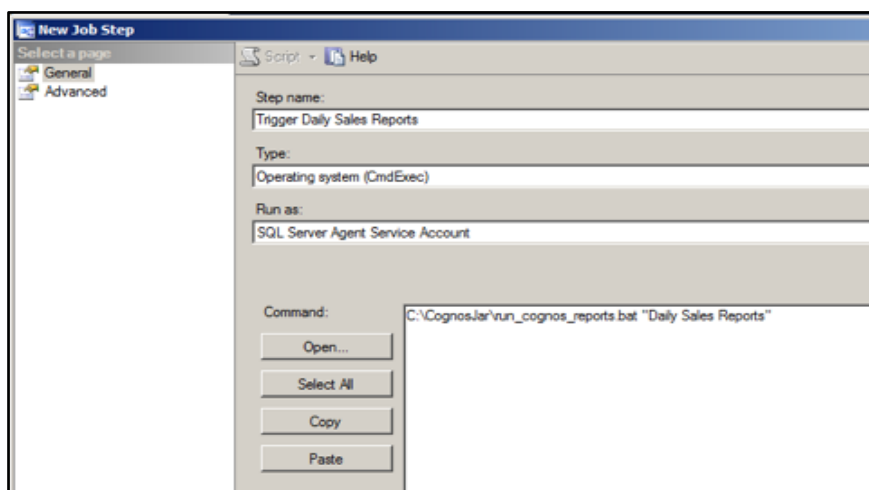 New Job Step
Select a page
General
Advanced
Script Help
Step name:
Trigger Daily Sales Reports
Type:
Operating system (CmdExec)
Run as:
SQL Server Agent Service Account
Command:
C:\CognosJar\run_cognos_reports.bat "Daily Sales Reports"
Open...
Select All
Copy
Paste